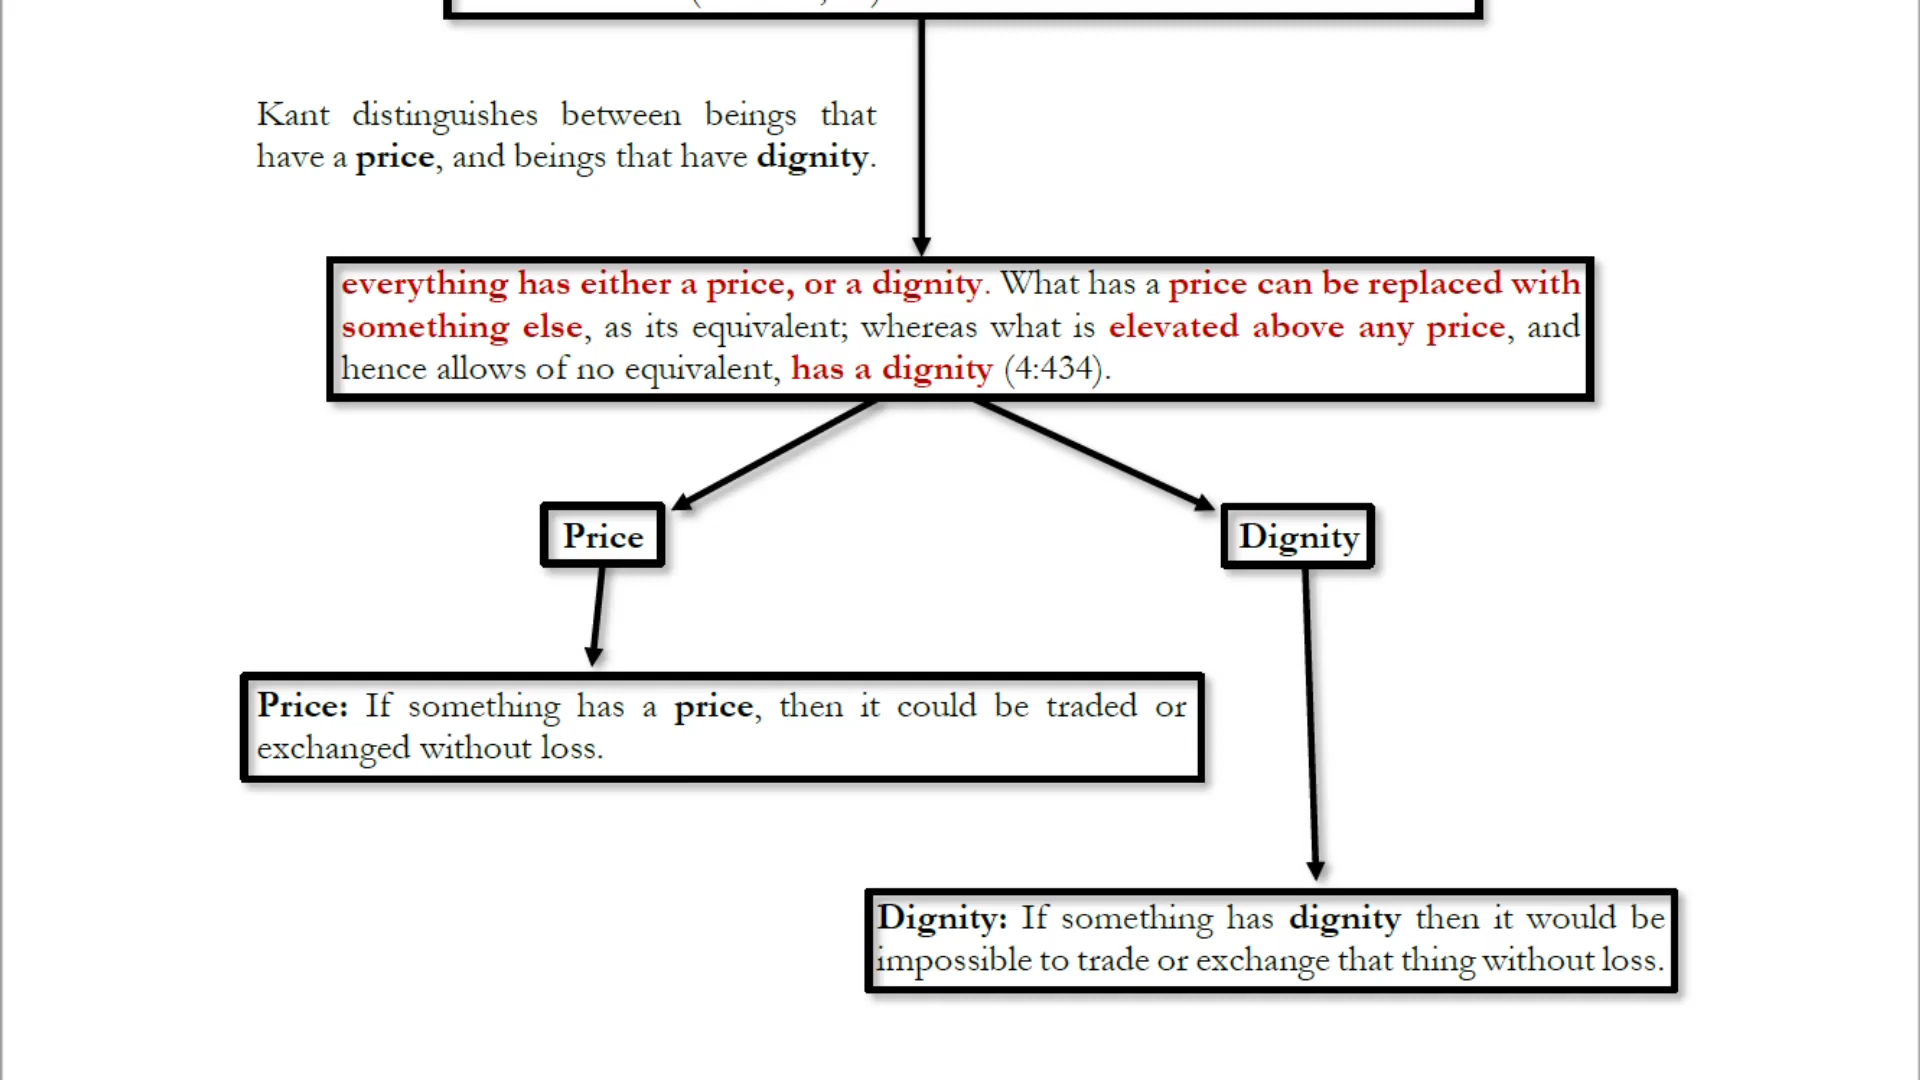 Kant distinguishes between beings that
have a price, and beings that have dignity.
everything has either a price, or a dignity. What has a price can be replaced with
something else, as its equivalent; whereas what is elevated above any price, and
hence allows of no equivalent, has a dignity (4:434).
Price
Dignity
Price: If something has a price, then it could be traded or
exchanged without loss.
Dignity: If something has dignity then it would be
impossible to trade or exchange that thing without loss.